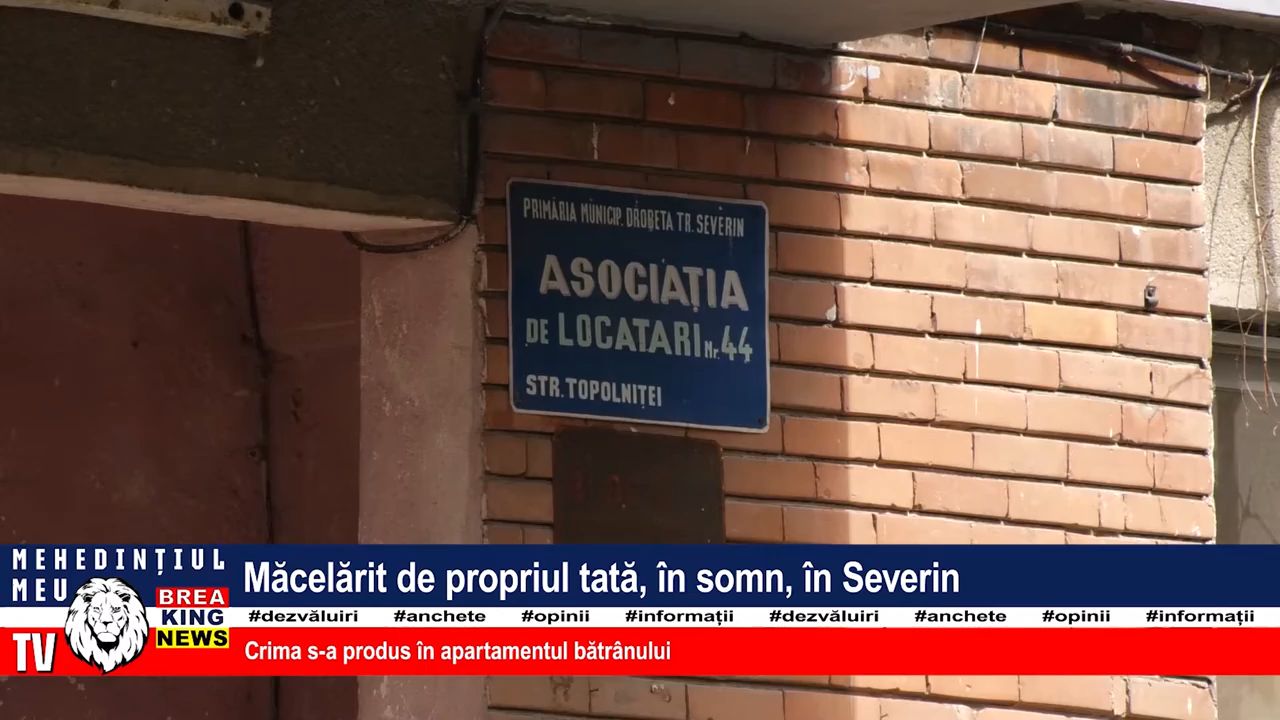 PRIMĂRIA MUNICIP. DROBETA TR. SEVERIN
ASOCIAȚIA
DE LOCATARI Nr. 44
STR. TOPOLNIȚEI
MEHEDINȚIUL
MEU
TV
BREA
KING
NEWS
Măcelărit de propriul tată, în somn, în Severin
#dezvăluiri #anchete #opinii #informații #dezvăluiri #anchete #opinii #informații
Crima s-a produs în apartamentul bătrânului